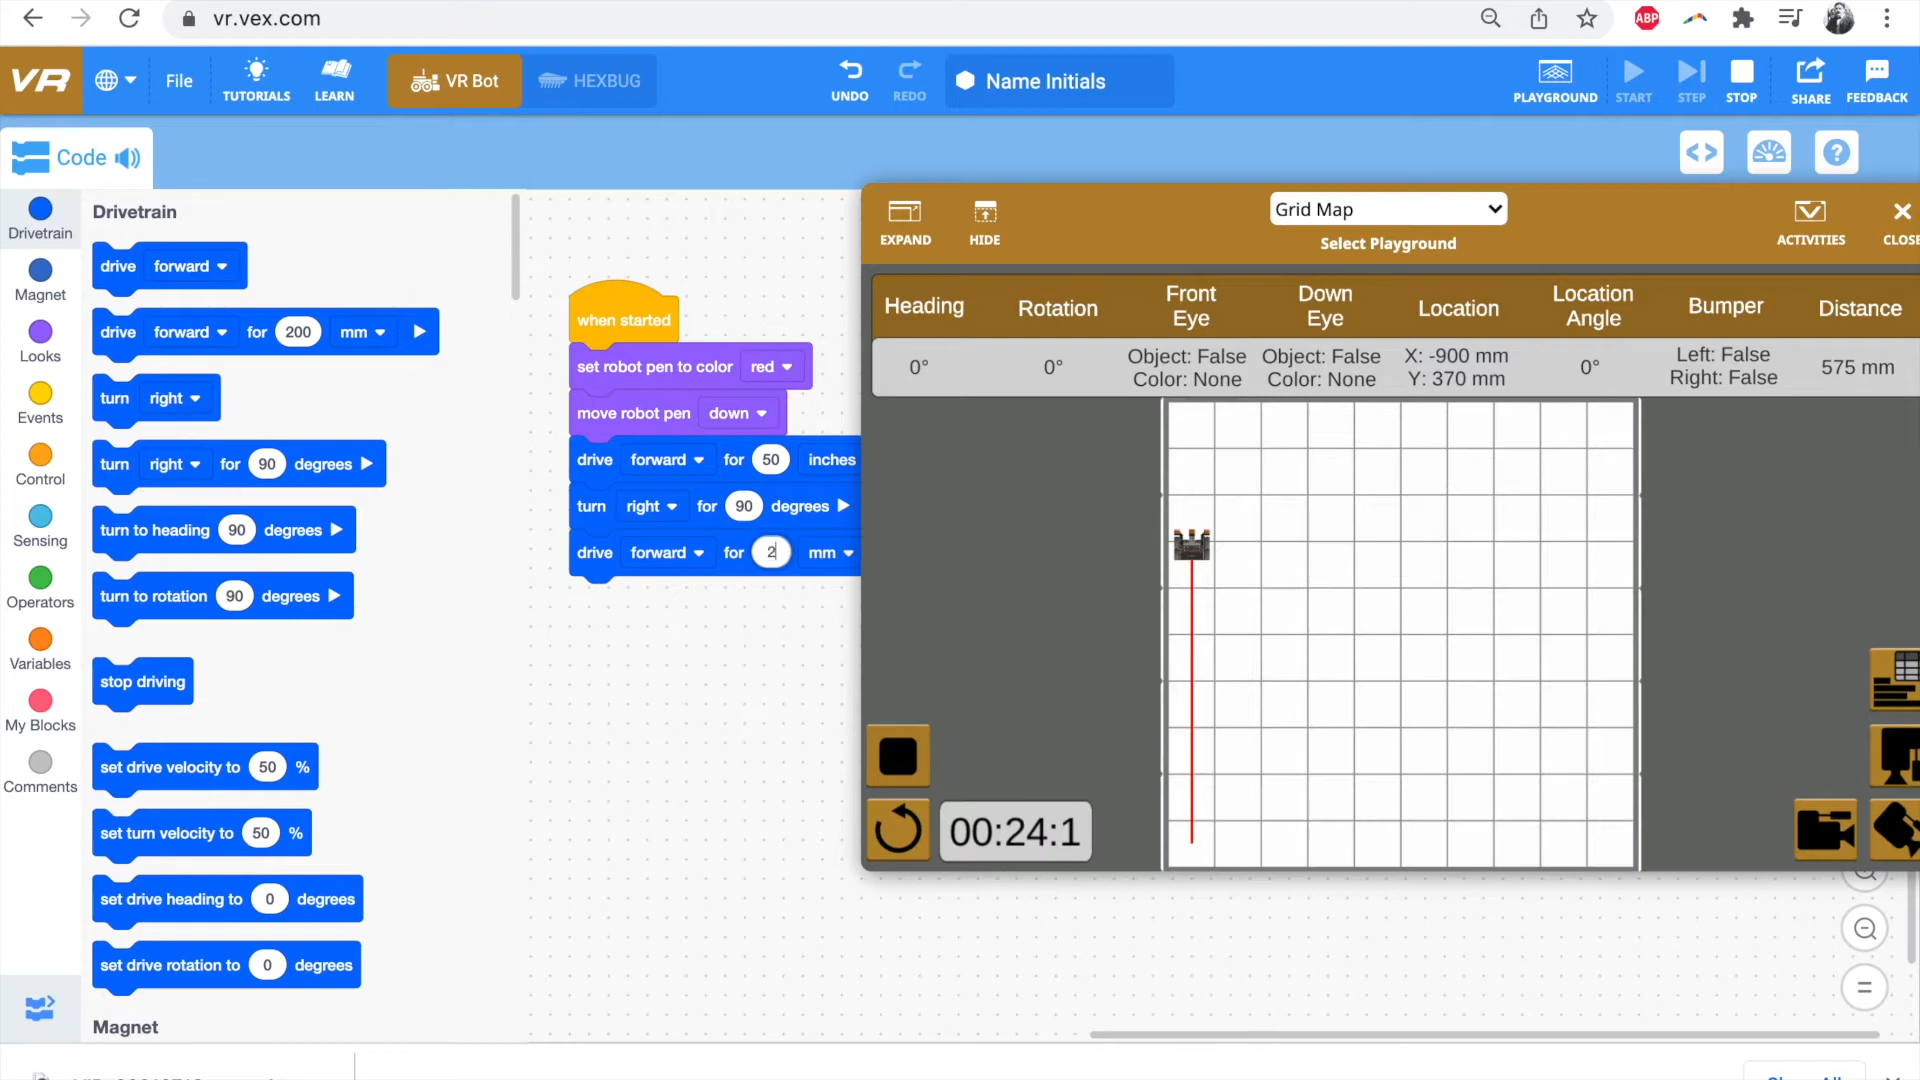 vr.vex.com
ABP
VR
File
TUTORIALS
LEARN
VR Bot
HEXBUG
UNDO
REDO
Name Initials
PLAYGROUND
START
STEP
STOP
SHARE
FEEDBACK
Code
Drivetrain
Magnet
Looks
Events
Control
Sensing
Operators
Variables
My Blocks
Comments
Drivetrain
drive forward
drive forward for 200 mm
turn right
turn right for 90 degrees
turn to heading 90 degrees
turn to rotation 90 degrees
stop driving
set drive velocity to 50 %
set turn velocity to 50 %
set drive heading to 0 degrees
set drive rotation to 0 degrees
Magnet
when started
set robot pen to color red
move robot pen down
drive forward for 50 inches
turn right for 90 degrees
drive forward for 2 mm
EXPAND
HIDE
Grid Map
Select Playground
ACTIVITIES
CLOSE
Heading Rotation Front Eye Down Eye Location Location Angle Bumper Distance
0° 0° Object: False Object: False X: -900 mm 0° Left: False 575 mm
Color: None Color: None Y: 370 mm Right: False
00:24:1